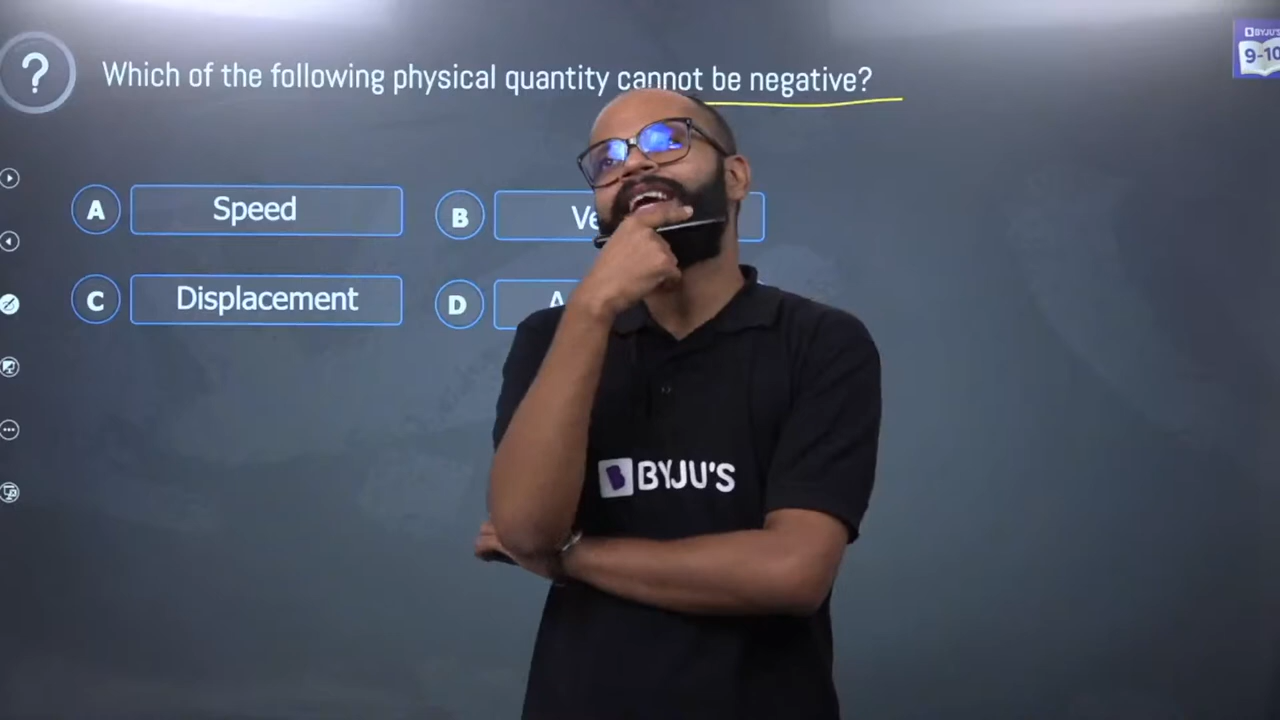 ?
Which of the following physical quantity cannot be negative?
A Speed
B
C Displacement
D
BYJU'S
BYJU'S
9-10